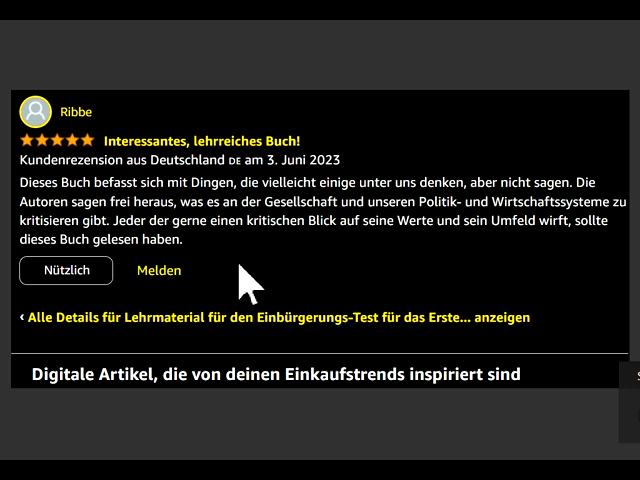 Ribbe
Interessantes, lehrreiches Buch!
Kundenrezension aus Deutschland DE am 3. Juni 2023
Dieses Buch befasst sich mit Dingen, die vielleicht einige unter uns denken, aber nicht sagen. Die
Autoren sagen frei heraus, was es an der Gesellschaft und unseren Politik- und Wirtschaftssysteme zu
kritisieren gibt. Jeder der gerne einen kritischen Blick auf seine Werte und sein Umfeld wirft, sollte
dieses Buch gelesen haben.
Nützlich Melden
‹ Alle Details für Lehrmaterial für den Einbürgerungs-Test für das Erste... anzeigen
Digitale Artikel, die von deinen Einkaufstrends inspiriert sind